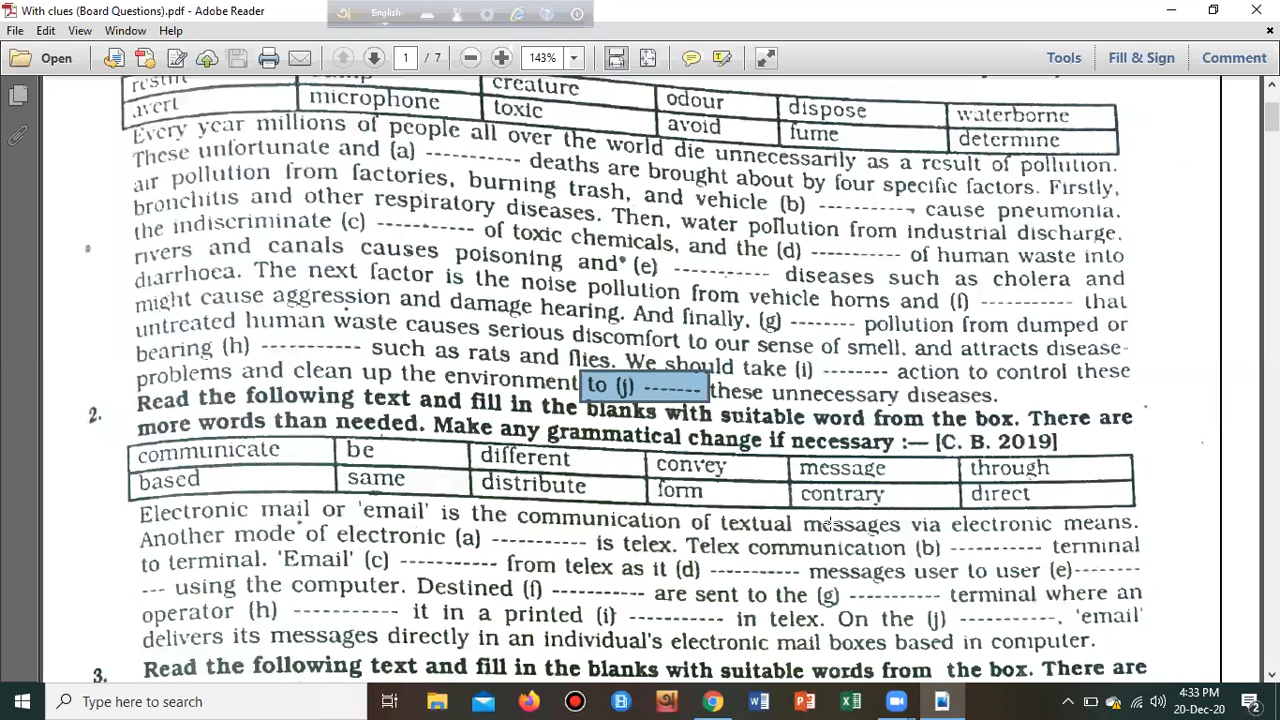 With clues (Board Questions).pdf - Adobe Reader
English
File Edit View Window Help
Open 1 / 7 143% Tools Fill & Sign Comment
creature
avert microphone toxic odour dispose waterborne
avoid fume determine
Every year millions of people all over the world die unnecessarily as a result of pollution.
These unfortunate and (a) ---------- deaths are brought about by four specific factors. Firstly,
air pollution from factories, burning trash, and vehicle (b) ----------, cause pneumonia.
bronchitis and other respiratory diseases. Then, water pollution from industrial discharge,
the indiscriminate (c) ---------- of toxic chemicals, and the (d) ---------- of human waste into
rivers and canals causes poisoning and (e) ---------- diseases such as cholera and
diarrhoea. The next factor is the noise pollution from vehicle horns and (f) ---------- that
might cause aggression and damage hearing. And finally, (g) ------- pollution from dumped or
untreated human waste causes serious discomfort to our sense of smell, and attracts disease-
bearing (h) ---------- such as rats and flies. We should take (i) ------- action to control these
problems and clean up the environment to (j) ------- these unnecessary diseases.
2. Read the following text and fill in the blanks with suitable word from the box. There are
more words than needed. Make any grammatical change if necessary :— [C. B. 2019]
communicate be different convey message through
based same distribute form contrary direct
Electronic mail or 'email' is the communication of textual messages via electronic means.
Another mode of electronic (a) ---------- is telex. Telex communication (b) ---------- terminal
to terminal. 'Email' (c) ---------- from telex as it (d) ---------- messages user to user (e)-------
--- using the computer. Destined (f) ---------- are sent to the (g) ---------- terminal where an
operator (h) ----------- it in a printed (i) ---------- in telex. On the (j) ----------, 'email'
delivers its messages directly in an individual's electronic mail boxes based in computer.
3. Read the following text and fill in the blanks with suitable words from the box. There are
Type here to search
4:33 PM
20-Dec-20
2